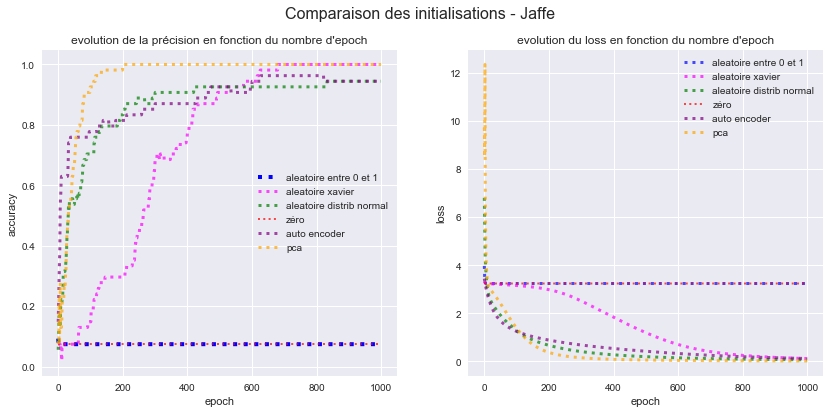 Comparaison des initialisations - Jaffe
evolution de la précision en fonction du nombre d'epoch
1.0
0.8
0.6
0.4
0.2
0.0
accuracy
aleatoire entre 0 et 1
aleatoire xavier
aleatoire distrib normal
zéro
auto encoder
pca
0 200 400 600 800 1000
epoch
evolution du loss en fonction du nombre d'epoch
12
10
8
6
4
2
0
loss
aleatoire entre 0 et 1
aleatoire xavier
aleatoire distrib normal
zéro
auto encoder
pca
0 200 400 600 800 1000
epoch